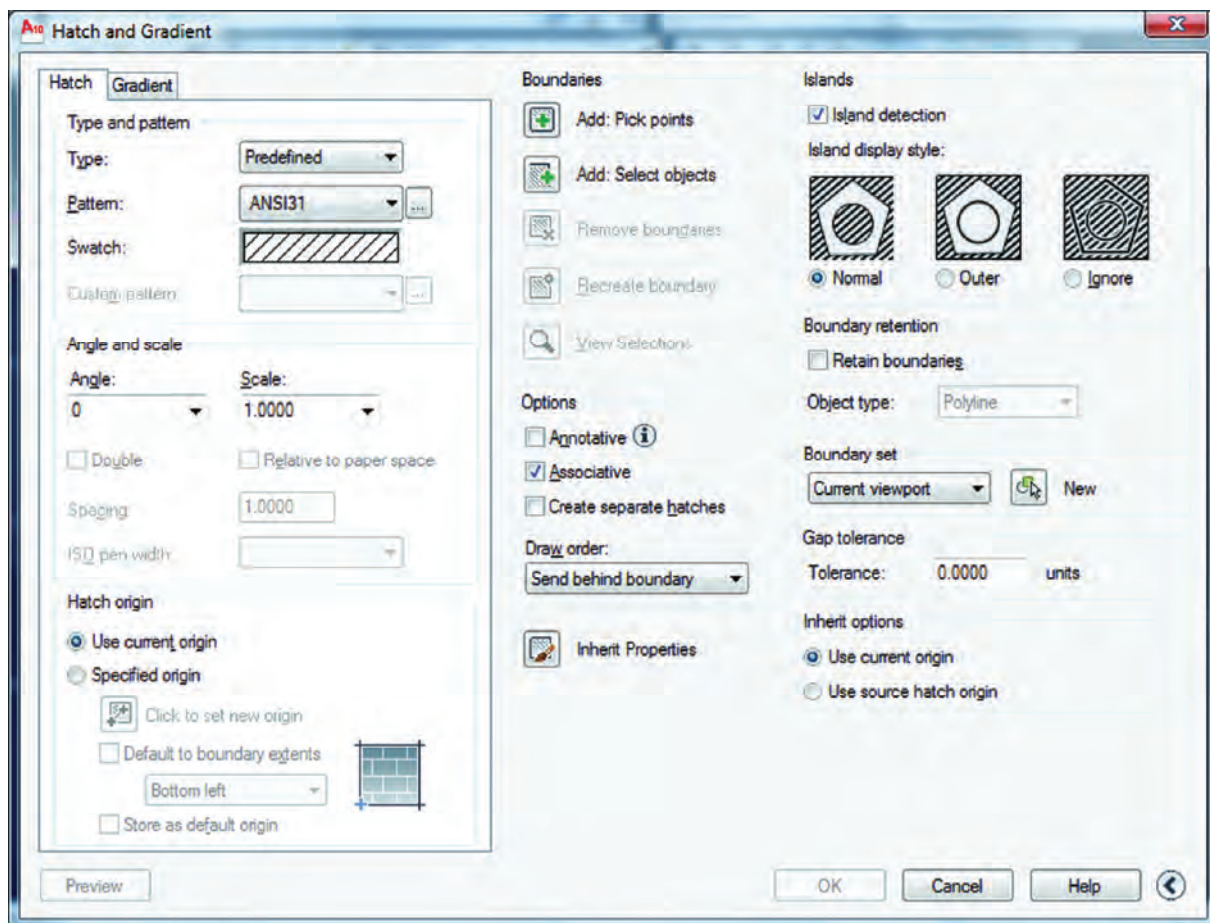 A10 Hatch and Gradient
Hatch
Gradient
Type and pattern
Type:
Predefined
Pattern:
ANSI31
...
Swatch:
Custom pattern:
...
Angle and scale
Angle:
Scale:
0
1.0000
Double
Relative to paper space
Spacing:
1.0000
ISO pen width:
Hatch origin
Use current origin
Specified origin
Click to set new origin
Default to boundary extents
Bottom left
Store as default origin
Boundaries
Add: Pick points
Add: Select objects
Remove boundaries
Recreate boundary
View Selections
Options
Annotative
Associative
Create separate hatches
Draw order:
Send behind boundary
Inherit Properties
Islands
Island detection
Island display style:
Normal
Outer
Ignore
Boundary retention
Retain boundaries
Object type:
Polyline
Boundary set
Current viewport
New
Gap tolerance
Tolerance:
0.0000
units
Inherit options
Use current origin
Use source hatch origin
Preview
OK
Cancel
Help